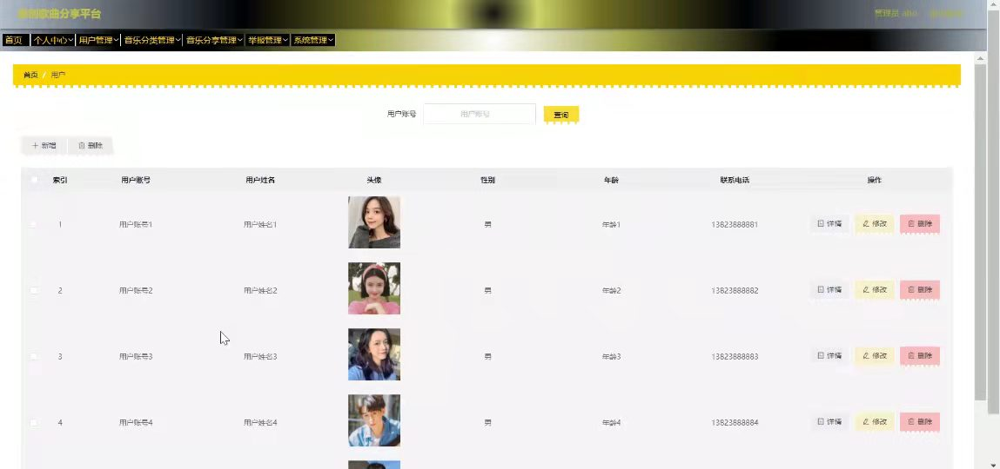 原创歌曲分享平台
管理员 abo
首页 个人中心 用户管理 音乐分类管理 音乐分享管理 举报管理 系统管理
首页 / 用户
用户账号 用户账号 查询
新增 删除
索引 用户账号 用户姓名 头像 性别 年龄 联系电话 操作
1 用户账号1 用户姓名1 男 年龄1 13823888881 详情 修改 删除
2 用户账号2 用户姓名2 男 年龄2 13823888882 详情 修改 删除
3 用户账号3 用户姓名3 男 年龄3 13823888883 详情 修改 删除
4 用户账号4 用户姓名4 男 年龄4 13823888884 详情 修改 删除